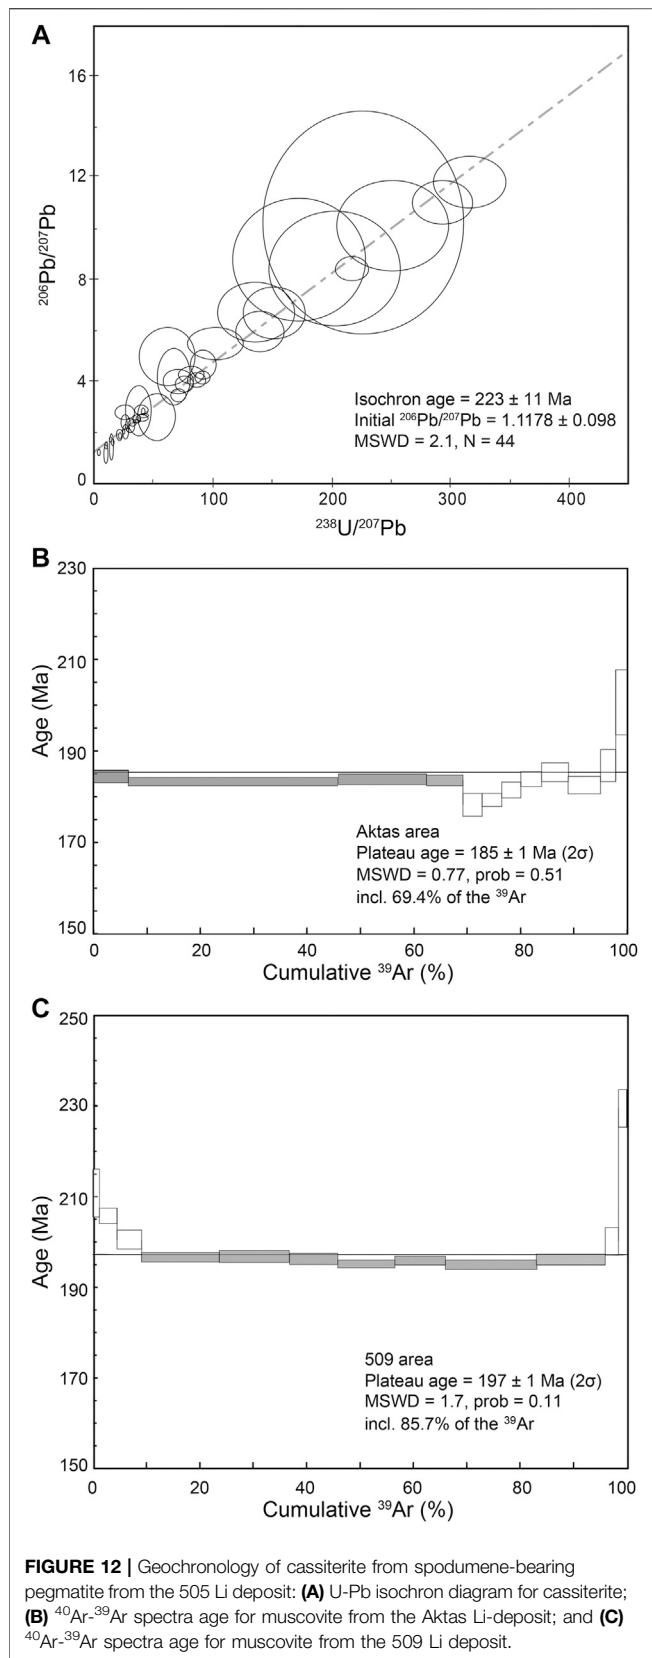 A
16
12
8
4
0
²⁰⁶Pb/²⁰⁷Pb
Isochron age = 223 ± 11 Ma
Initial ²⁰⁶Pb/²⁰⁷Pb = 1.1178 ± 0.098
MSWD = 2.1, N = 44
0 100 200 300 400
²³⁸U/²⁰⁷Pb
B
230
210
190
170
150
Age (Ma)
Aktas area
Plateau age = 185 ± 1 Ma (2σ)
MSWD = 0.77, prob = 0.51
incl. 69.4% of the ³⁹Ar
0 20 40 60 80 100
Cumulative ³⁹Ar (%)
C
250
230
210
190
170
150
Age (Ma)
509 area
Plateau age = 197 ± 1 Ma (2σ)
MSWD = 1.7, prob = 0.11
incl. 85.7% of the ³⁹Ar
0 20 40 60 80 100
Cumulative ³⁹Ar (%)
FIGURE 12 | Geochronology of cassiterite from spodumene-bearing
pegmatite from the 505 Li deposit: (A) U-Pb isochron diagram for cassiterite;
(B) ⁴⁰Ar-³⁹Ar spectra age for muscovite from the Aktas Li-deposit; and (C)
⁴⁰Ar-³⁹Ar spectra age for muscovite from the 509 Li deposit.